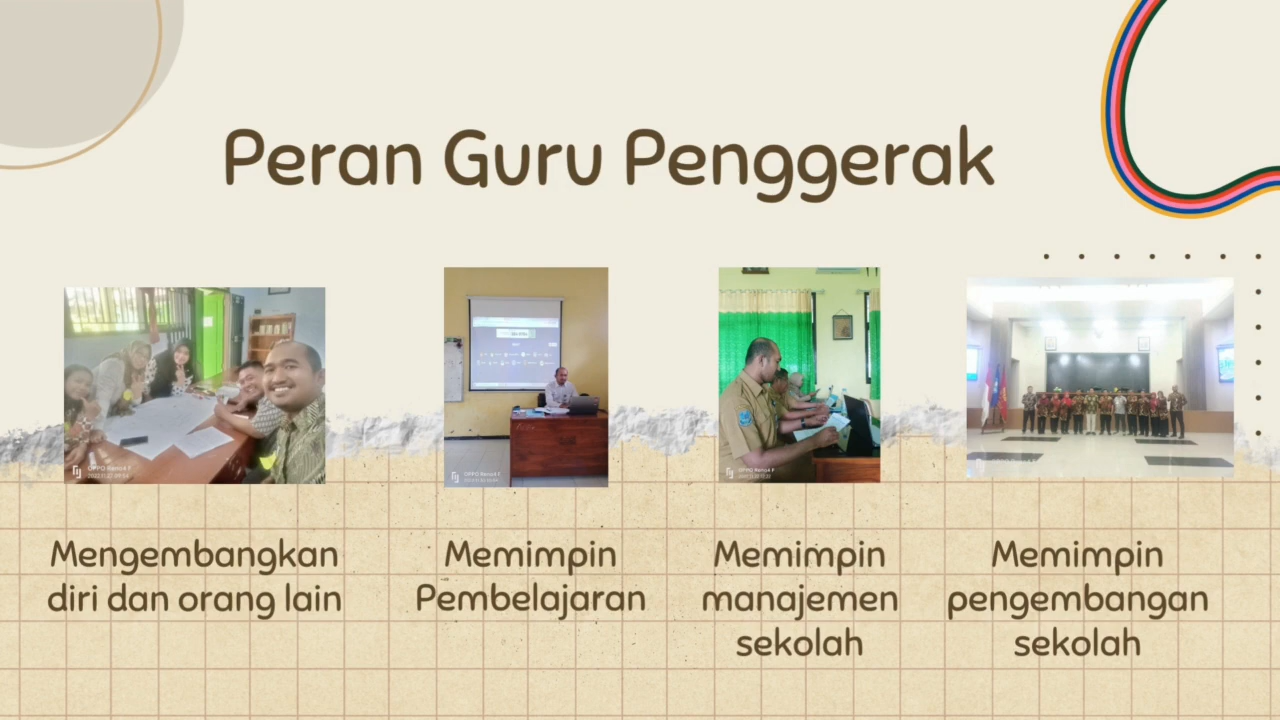 Peran Guru Penggerak
Mengembangkan
diri dan orang lain
Memimpin
Pembelajaran
Memimpin
manajemen
sekolah
Memimpin
pengembangan
sekolah